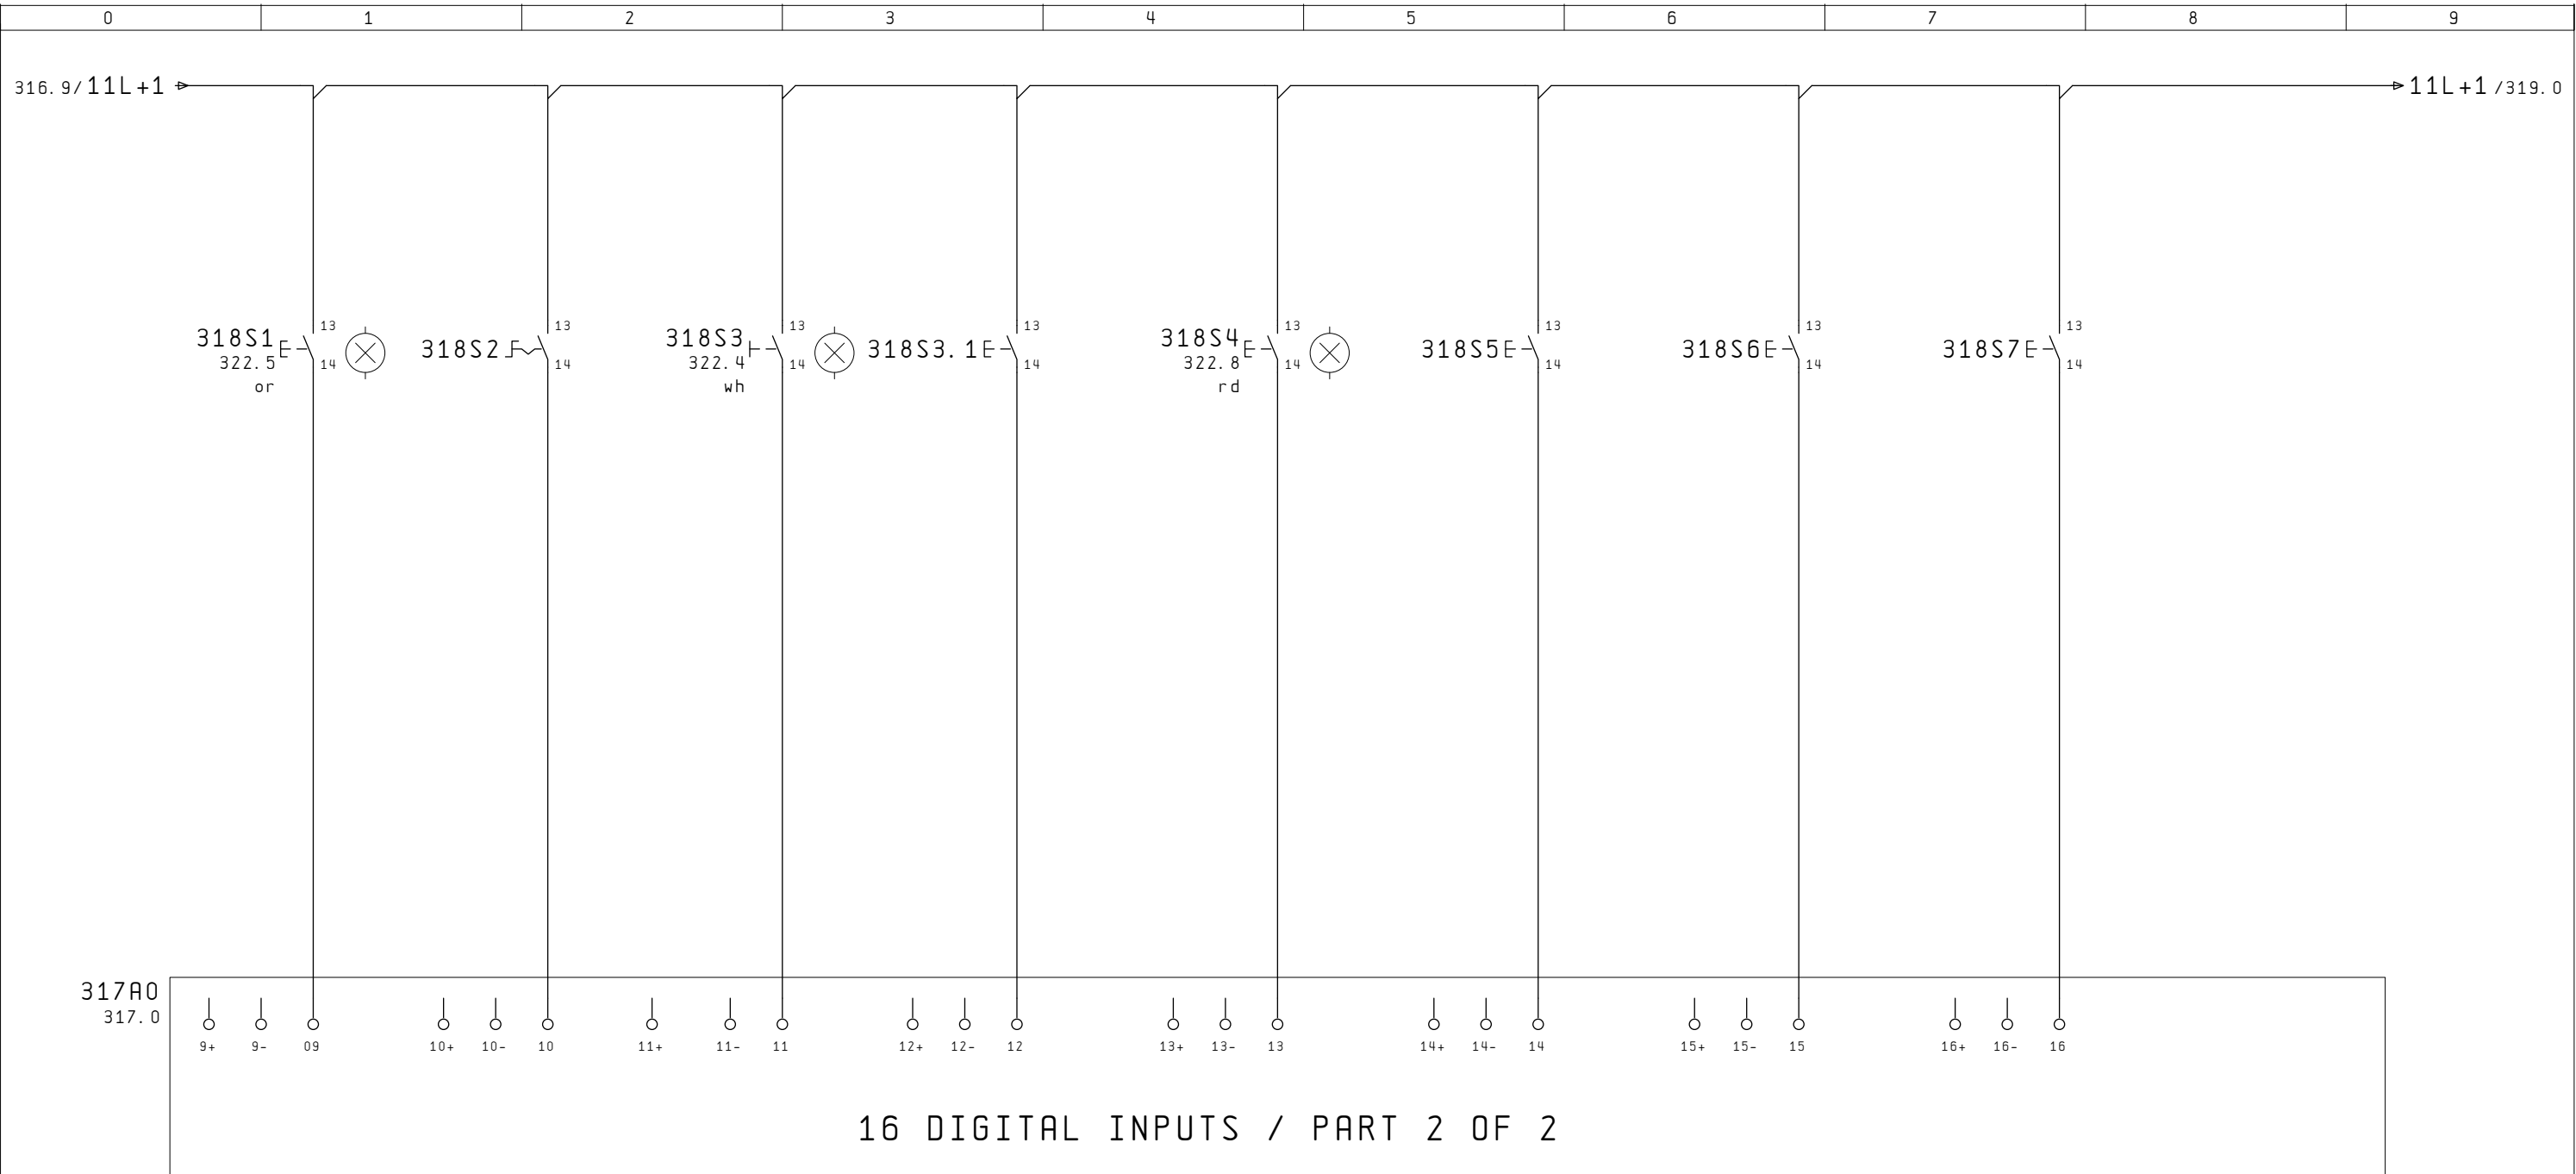 0 1 2 3 4 5 6 7 8 9
316.9/11L+1 11L+1/319.0
13 13 13 13 13 13 13 13
318S1 318S2 318S3 318S3.1 318S4 318S5 318S6 318S7
322.5 14 14 322.4 14 14 322.8 14 14 14 14
or wh rd
317A0
317.0
9+ 9- 09 10+ 10- 10 11+ 11- 11 12+ 12- 12 13+ 13- 13 14+ 14- 14 15+ 15- 15 16+ 16- 16
16 DIGITAL INPUTS / PART 2 OF 2